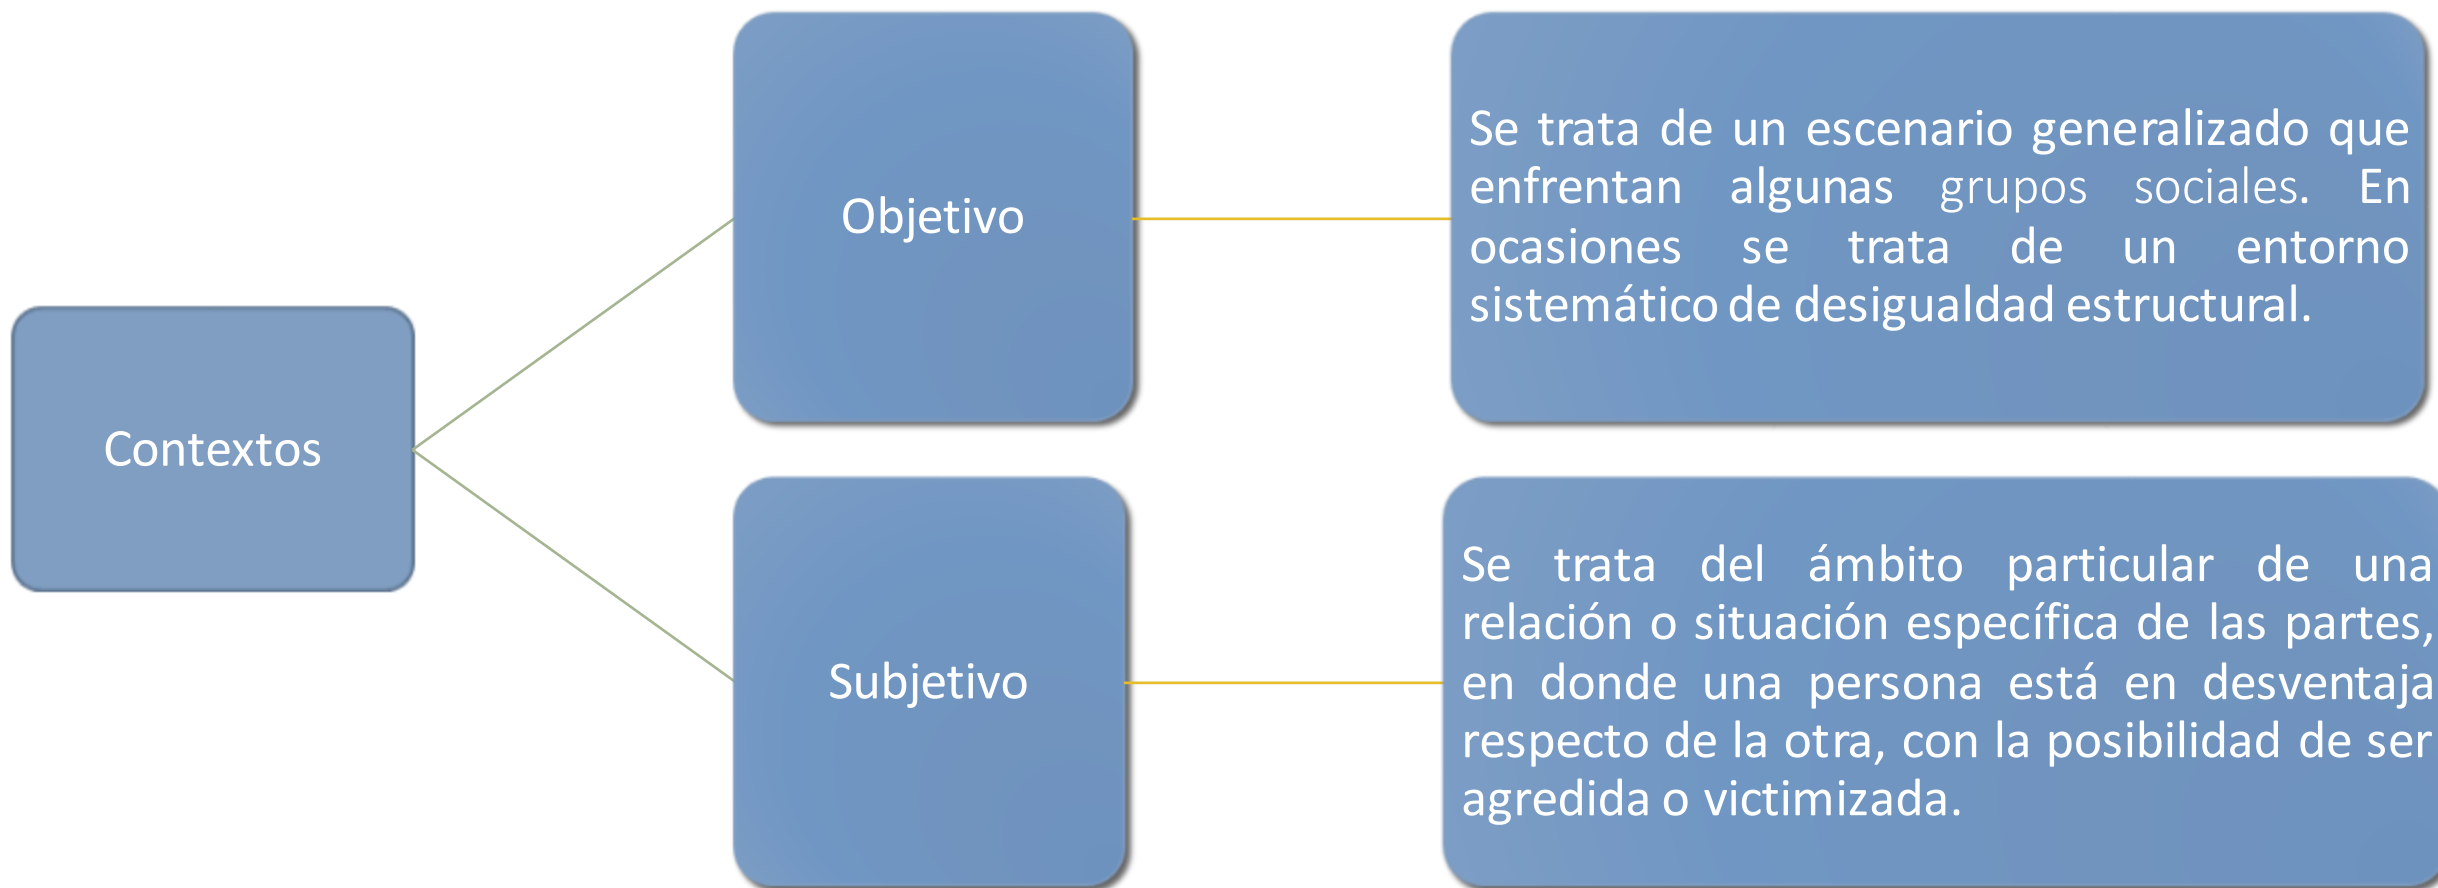 Contextos
Objetivo
Se trata de un escenario generalizado que
enfrentan algunas grupos sociales. En
ocasiones se trata de un entorno
sistemático de desigualdad estructural.
Subjetivo
Se trata del ámbito particular de una
relación o situación específica de las partes,
en donde una persona está en desventaja
respecto de la otra, con la posibilidad de ser
agredida o victimizada.